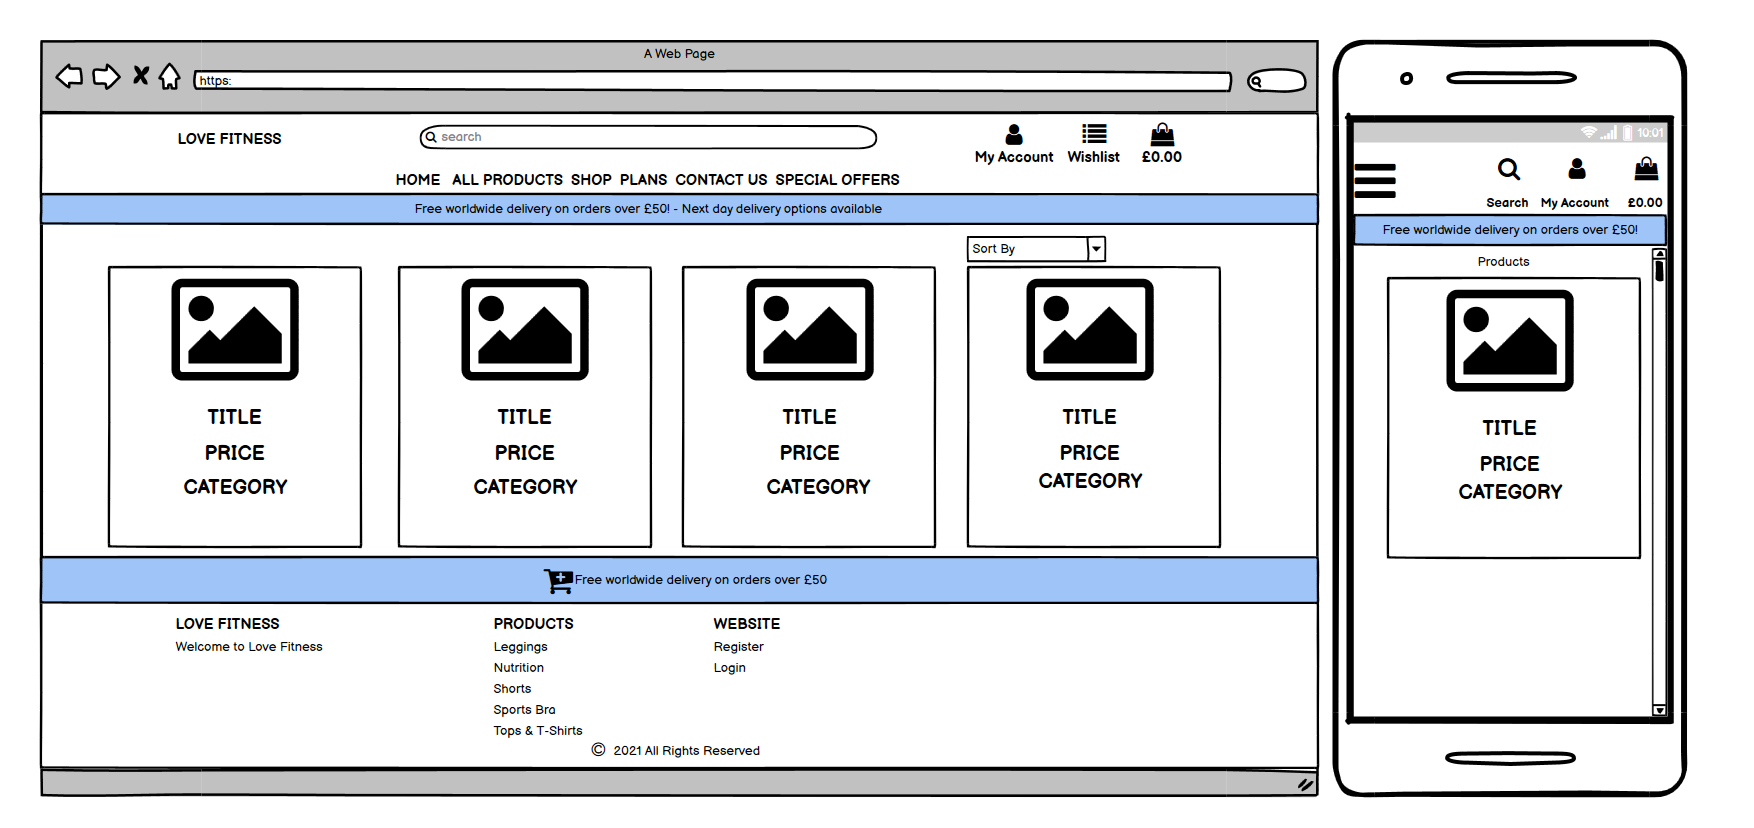 A Web Page
https:
LOVE FITNESS
search
My Account Wishlist £0.00
HOME ALL PRODUCTS SHOP PLANS CONTACT US SPECIAL OFFERS
Free worldwide delivery on orders over £50! - Next day delivery options available
Sort By
TITLE TITLE TITLE TITLE
PRICE PRICE PRICE PRICE
CATEGORY CATEGORY CATEGORY CATEGORY
Free worldwide delivery on orders over £50
LOVE FITNESS PRODUCTS WEBSITE
Welcome to Love Fitness Leggings Register
Nutrition Login
Shorts
Sports Bra
Tops & T-Shirts
© 2021 All Rights Reserved
10:01
Search My Account £0.00
Free worldwide delivery on orders over £50!
Products
TITLE
PRICE
CATEGORY